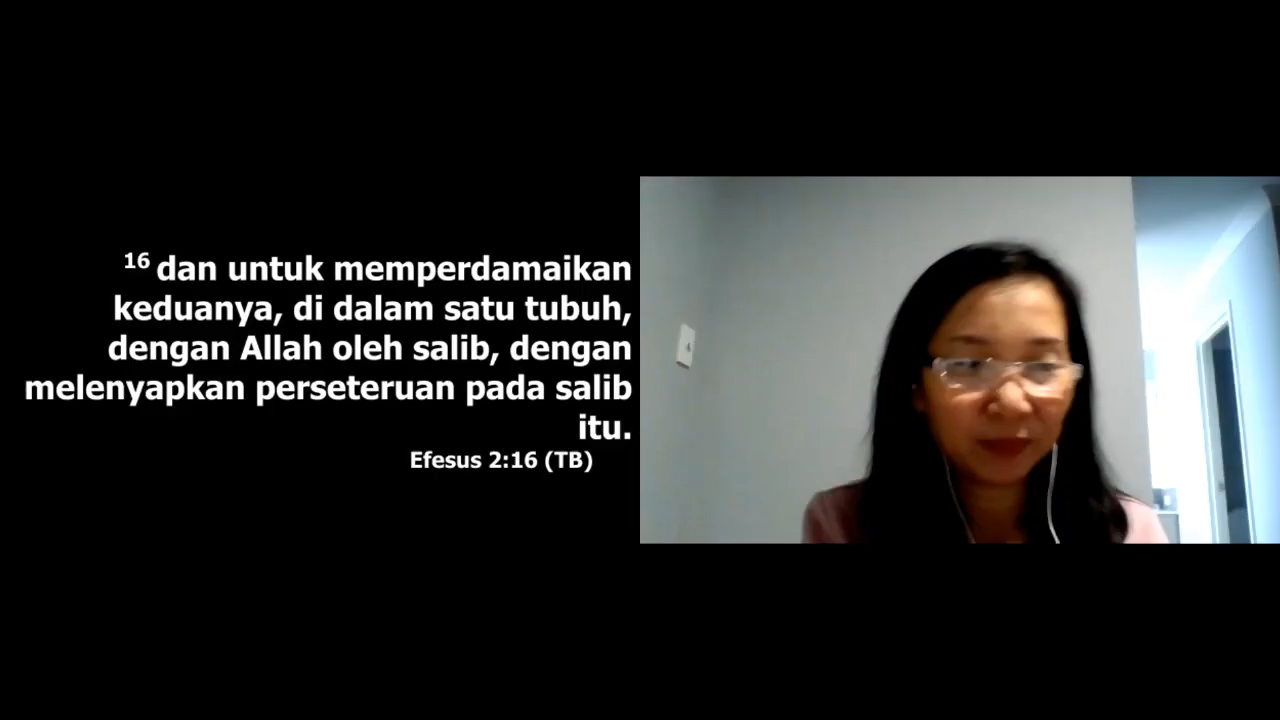 16 dan untuk memperdamaikan
keduanya, di dalam satu tubuh,
dengan Allah oleh salib, dengan
melenyapkan perseteruan pada salib
itu.
Efesus 2:16 (TB)